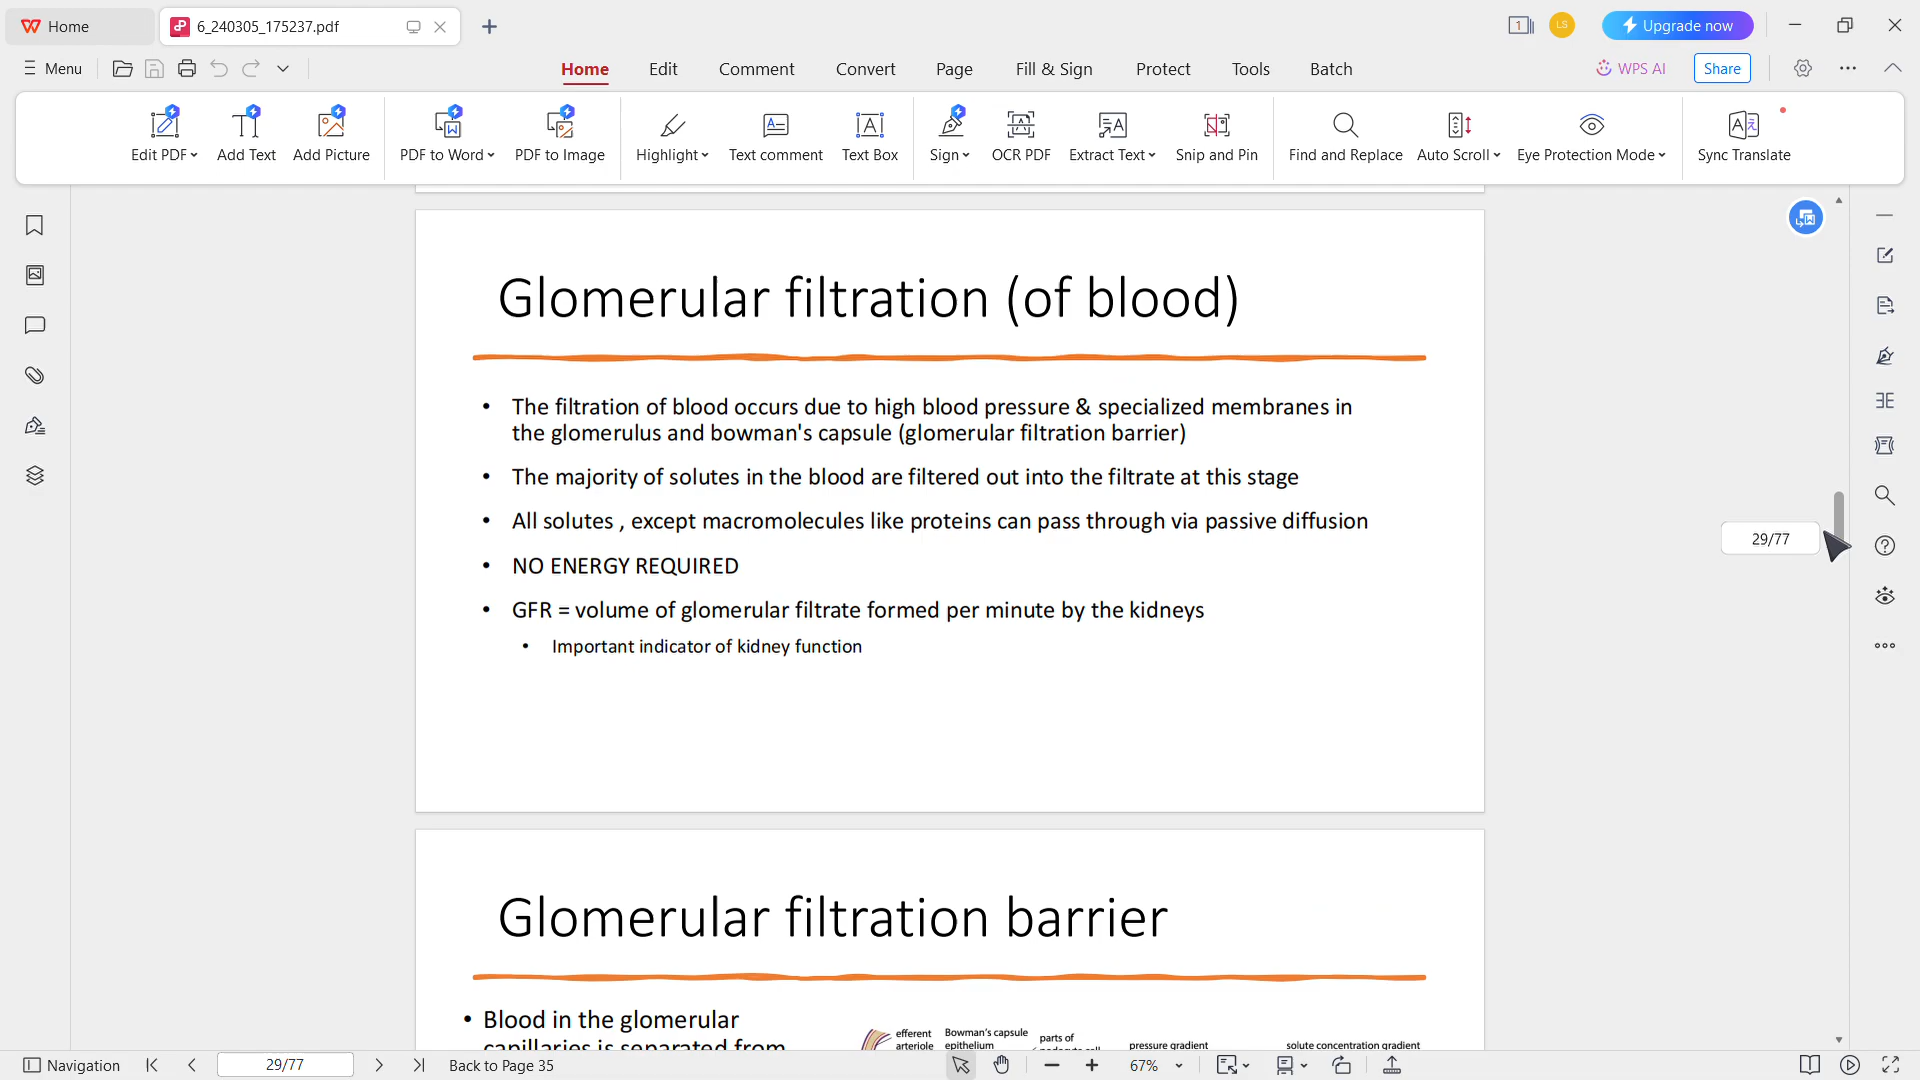 Home
6_240305_175237.pdf
1
LS
Upgrade now
Menu
Home
Edit
Comment
Convert
Page
Fill & Sign
Protect
Tools
Batch
WPS AI
Share
Edit PDF
Add Text
Add Picture
PDF to Word
PDF to Image
Highlight
Text comment
Text Box
Sign
OCR PDF
Extract Text
Snip and Pin
Find and Replace
Auto Scroll
Eye Protection Mode
Sync Translate
Glomerular filtration (of blood)
• The filtration of blood occurs due to high blood pressure & specialized membranes in
the glomerulus and bowman's capsule (glomerular filtration barrier)
• The majority of solutes in the blood are filtered out into the filtrate at this stage
• All solutes , except macromolecules like proteins can pass through via passive diffusion
• NO ENERGY REQUIRED
• GFR = volume of glomerular filtrate formed per minute by the kidneys
• Important indicator of kidney function
29/77
Glomerular filtration barrier
• Blood in the glomerular
capillaries is separated from
efferent
arteriole
Bowman's capsule
epithelium
parts of
podocyte cell
pressure gradient
solute concentration gradient
Navigation
29/77
Back to Page 35
67%